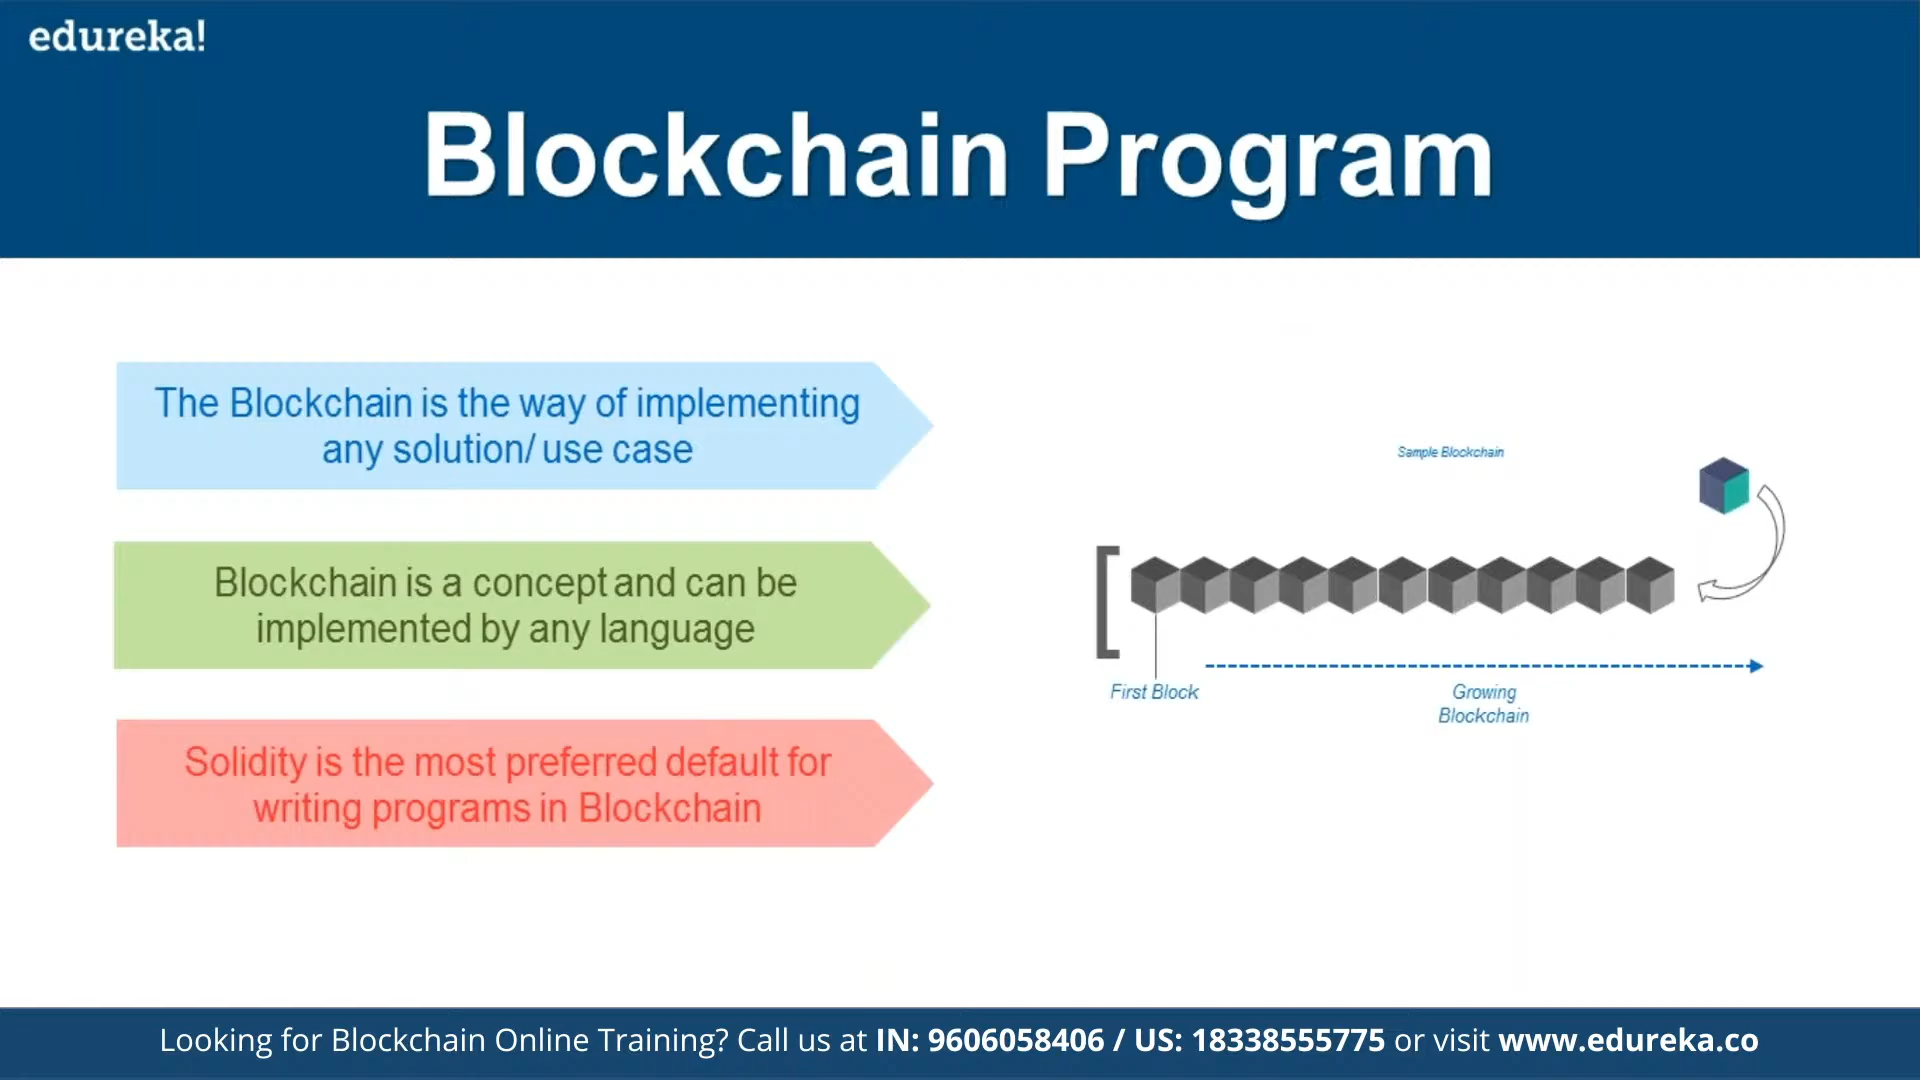 edureka!
Blockchain Program
The Blockchain is the way of implementing
any solution/ use case
Blockchain is a concept and can be
implemented by any language
Solidity is the most preferred default for
writing programs in Blockchain
Sample Blockchain
First Block
Growing
Blockchain
Looking for Blockchain Online Training? Call us at IN: 9606058406 / US: 18338555775 or visit www.edureka.co